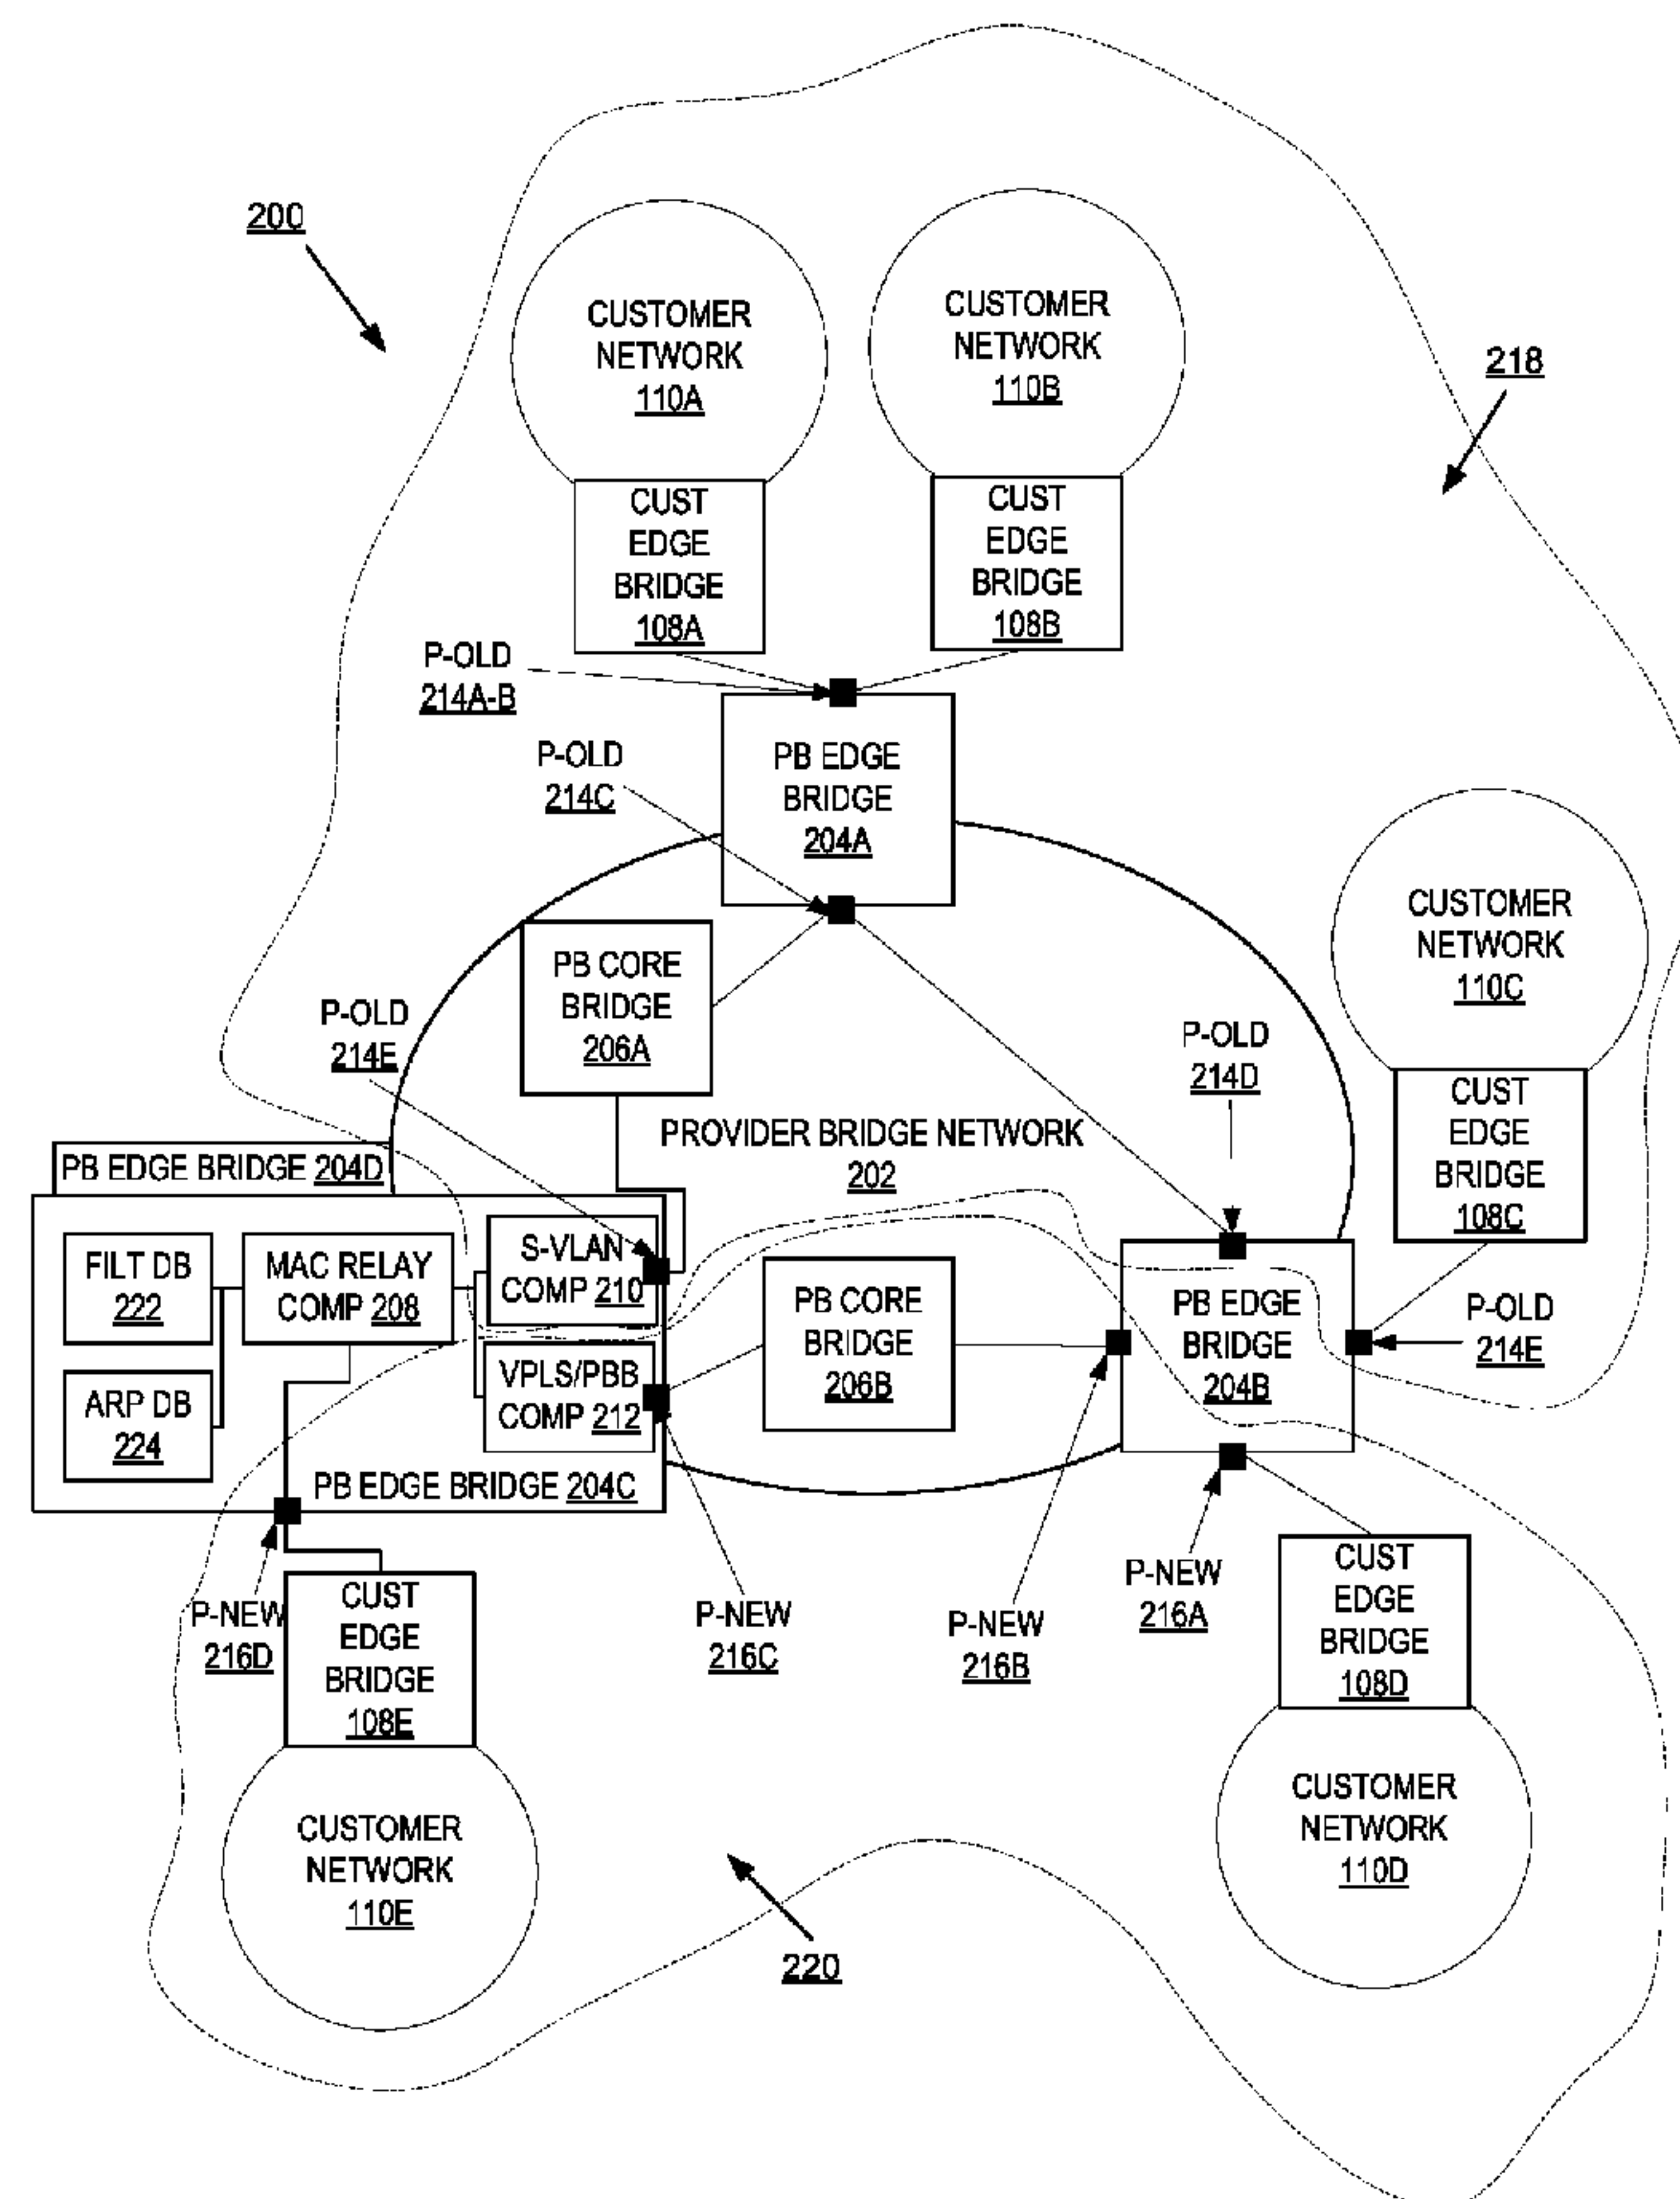 200
CUSTOMER
NETWORK
110A
CUSTOMER
NETWORK
110B
218
CUST
EDGE
BRIDGE
108A
CUST
EDGE
BRIDGE
108B
P-OLD
214A-B
P-OLD
214C
PB EDGE
BRIDGE
204A
CUSTOMER
NETWORK
110C
PB CORE
BRIDGE
206A
P-OLD
214E
P-OLD
214D
CUST
EDGE
BRIDGE
108C
PROVIDER BRIDGE NETWORK
202
PB EDGE BRIDGE 204D
FILT DB
222
MAC RELAY
COMP 208
S-VLAN
COMP 210
PB CORE
BRIDGE
206B
PB EDGE
BRIDGE
204B
P-OLD
214E
ARP DB
224
VPLS/PBB
COMP 212
PB EDGE BRIDGE 204C
P-NEW
216D
CUST
EDGE
BRIDGE
108E
P-NEW
216C
P-NEW
216B
P-NEW
216A
CUST
EDGE
BRIDGE
108D
CUSTOMER
NETWORK
110E
CUSTOMER
NETWORK
110D
220